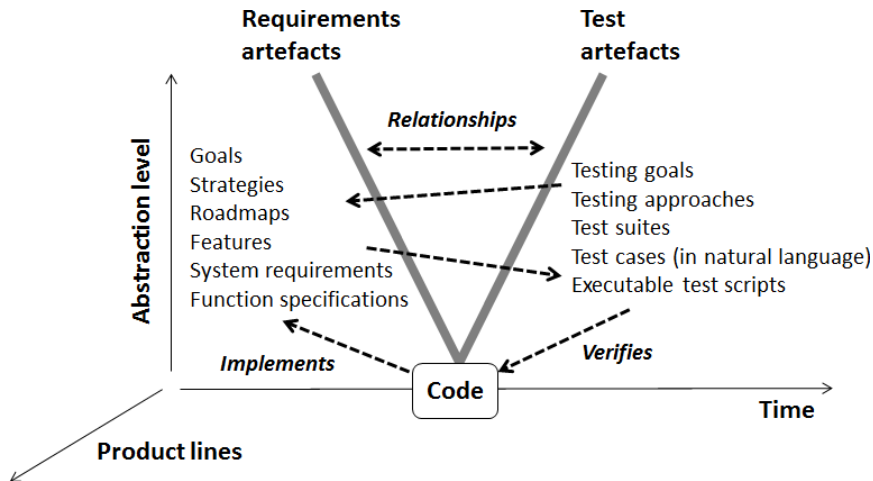 Requirements
artefacts
Test
artefacts
Relationships
Abstraction level
Goals
Strategies
Roadmaps
Features
System requirements
Function specifications
Testing goals
Testing approaches
Test suites
Test cases (in natural language)
Executable test scripts
Implements
Verifies
Code
Time
Product lines